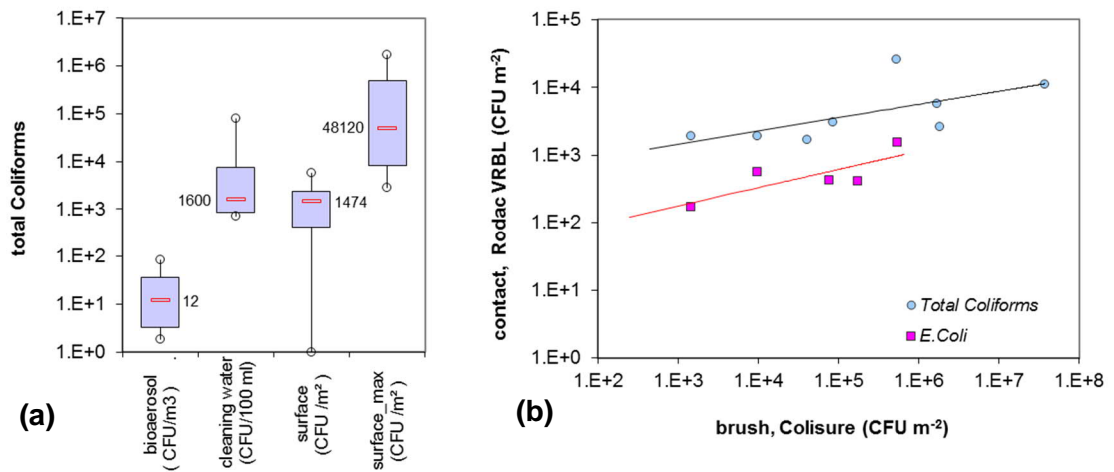 1.E+7
1.E+6
1.E+5
1.E+4
1.E+3
1.E+2
1.E+1
1.E+0
total Coliforms
12
1600
1474
48120
bioaerosol
( CFU/m3 )
cleaning water
(CFU/100 ml)
surface
(CFU /m²)
surface_max
(CFU /m² )
(a)
1.E+5
1.E+4
1.E+3
1.E+2
1.E+1
1.E+0
contact, Rodac VRBL (CFU m⁻²)
Total Coliforms
E.Coli
1.E+2
1.E+3
1.E+4
1.E+5
1.E+6
1.E+7
1.E+8
brush, Colisure (CFU m⁻²)
(b)